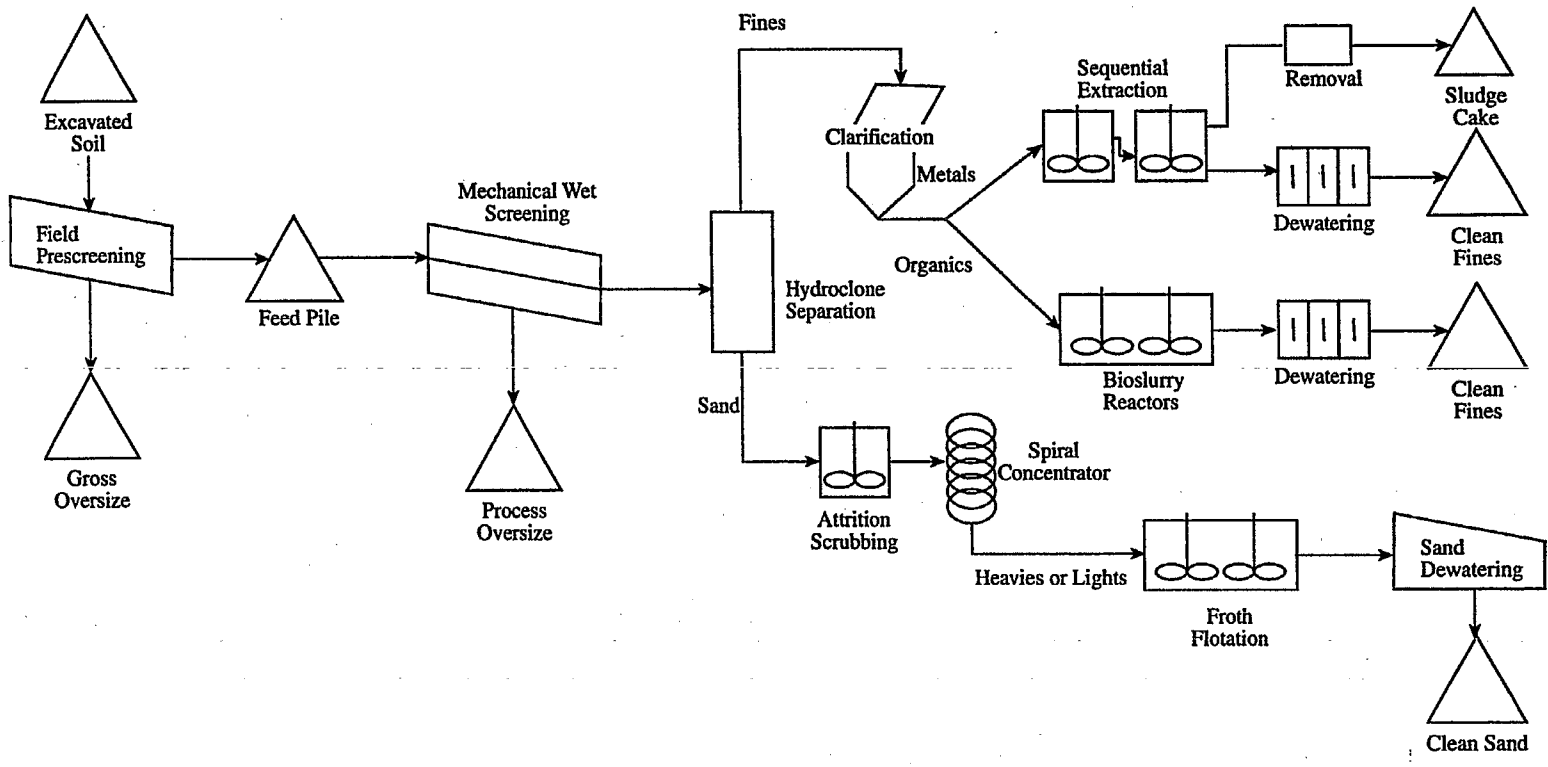 Excavated
Soil
Field
Prescreening
Gross
Oversize
Feed Pile
Mechanical Wet
Screening
Process
Oversize
Hydroclone
Separation
Fines
Clarification
Metals
Organics
Sequential
Extraction
Removal
Sludge
Cake
Dewatering
Clean
Fines
Bioslurry
Reactors
Dewatering
Clean
Fines
Sand
Attrition
Scrubbing
Spiral
Concentrator
Heavies or Lights
Froth
Flotation
Sand
Dewatering
Clean Sand